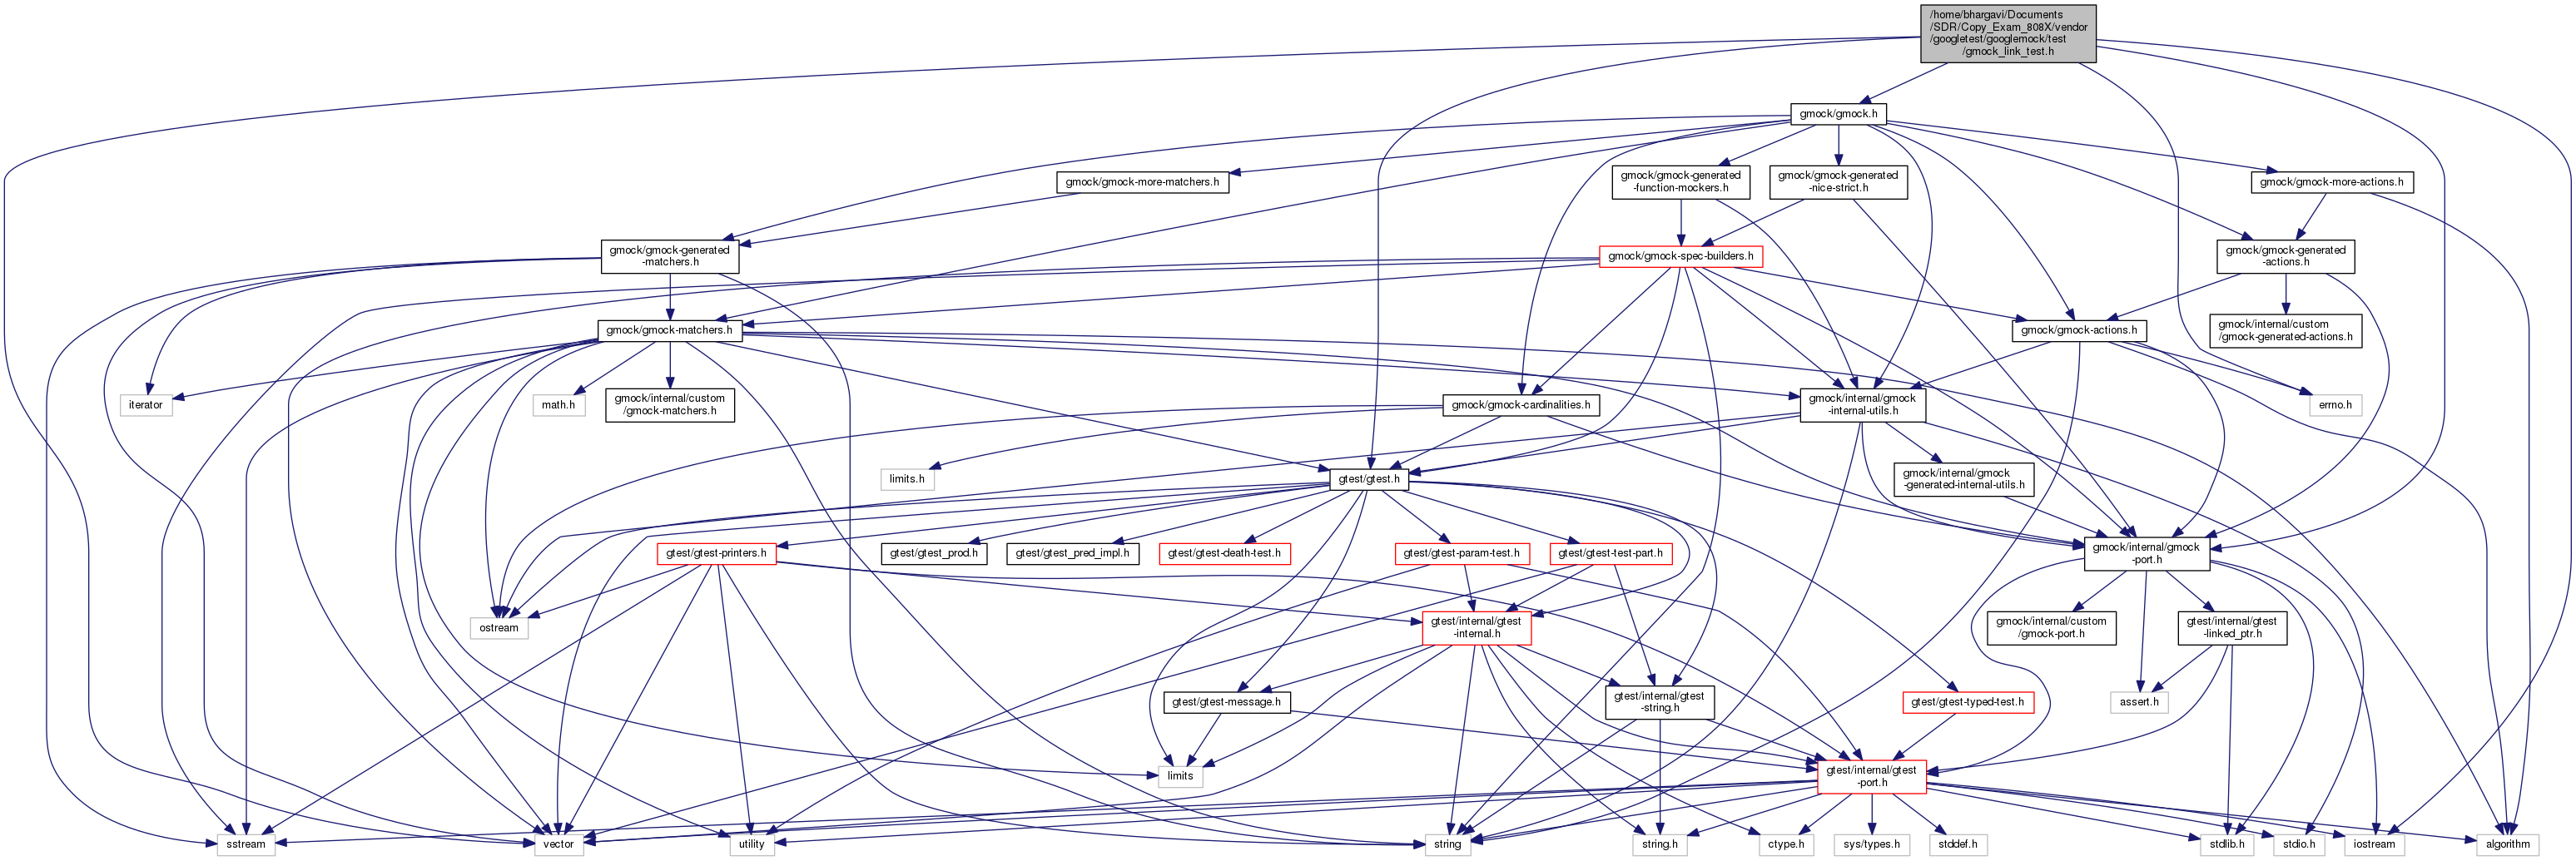 /home/bhargavi/Documents
/SDR/Copy_Exam_808X/vendor
/googletest/googlemock/test
/gmock_link_test.h
gmock/gmock.h
gmock/gmock-more-matchers.h
gmock/gmock-generated
-function-mockers.h
gmock/gmock-generated
-nice-strict.h
gmock/gmock-more-actions.h
gmock/gmock-generated
-matchers.h
gmock/gmock-spec-builders.h
gmock/gmock-generated
-actions.h
gmock/gmock-matchers.h
gmock/gmock-actions.h
gmock/internal/custom
/gmock-generated-actions.h
iterator
math.h
gmock/internal/custom
/gmock-matchers.h
gmock/gmock-cardinalities.h
gmock/internal/gmock
-internal-utils.h
errno.h
limits.h
gtest/gtest.h
gmock/internal/gmock
-generated-internal-utils.h
gtest/gtest-printers.h
gtest/gtest_prod.h
gtest/gtest_pred_impl.h
gtest/gtest-death-test.h
gtest/gtest-param-test.h
gtest/gtest-test-part.h
gmock/internal/gmock
-port.h
ostream
gtest/internal/gtest
-internal.h
gmock/internal/custom
/gmock-port.h
gtest/internal/gtest
-linked_ptr.h
gtest/gtest-message.h
gtest/internal/gtest
-string.h
gtest/gtest-typed-test.h
assert.h
limits
gtest/internal/gtest
-port.h
sstream
vector
utility
string
string.h
ctype.h
sys/types.h
stddef.h
stdlib.h
stdio.h
iostream
algorithm